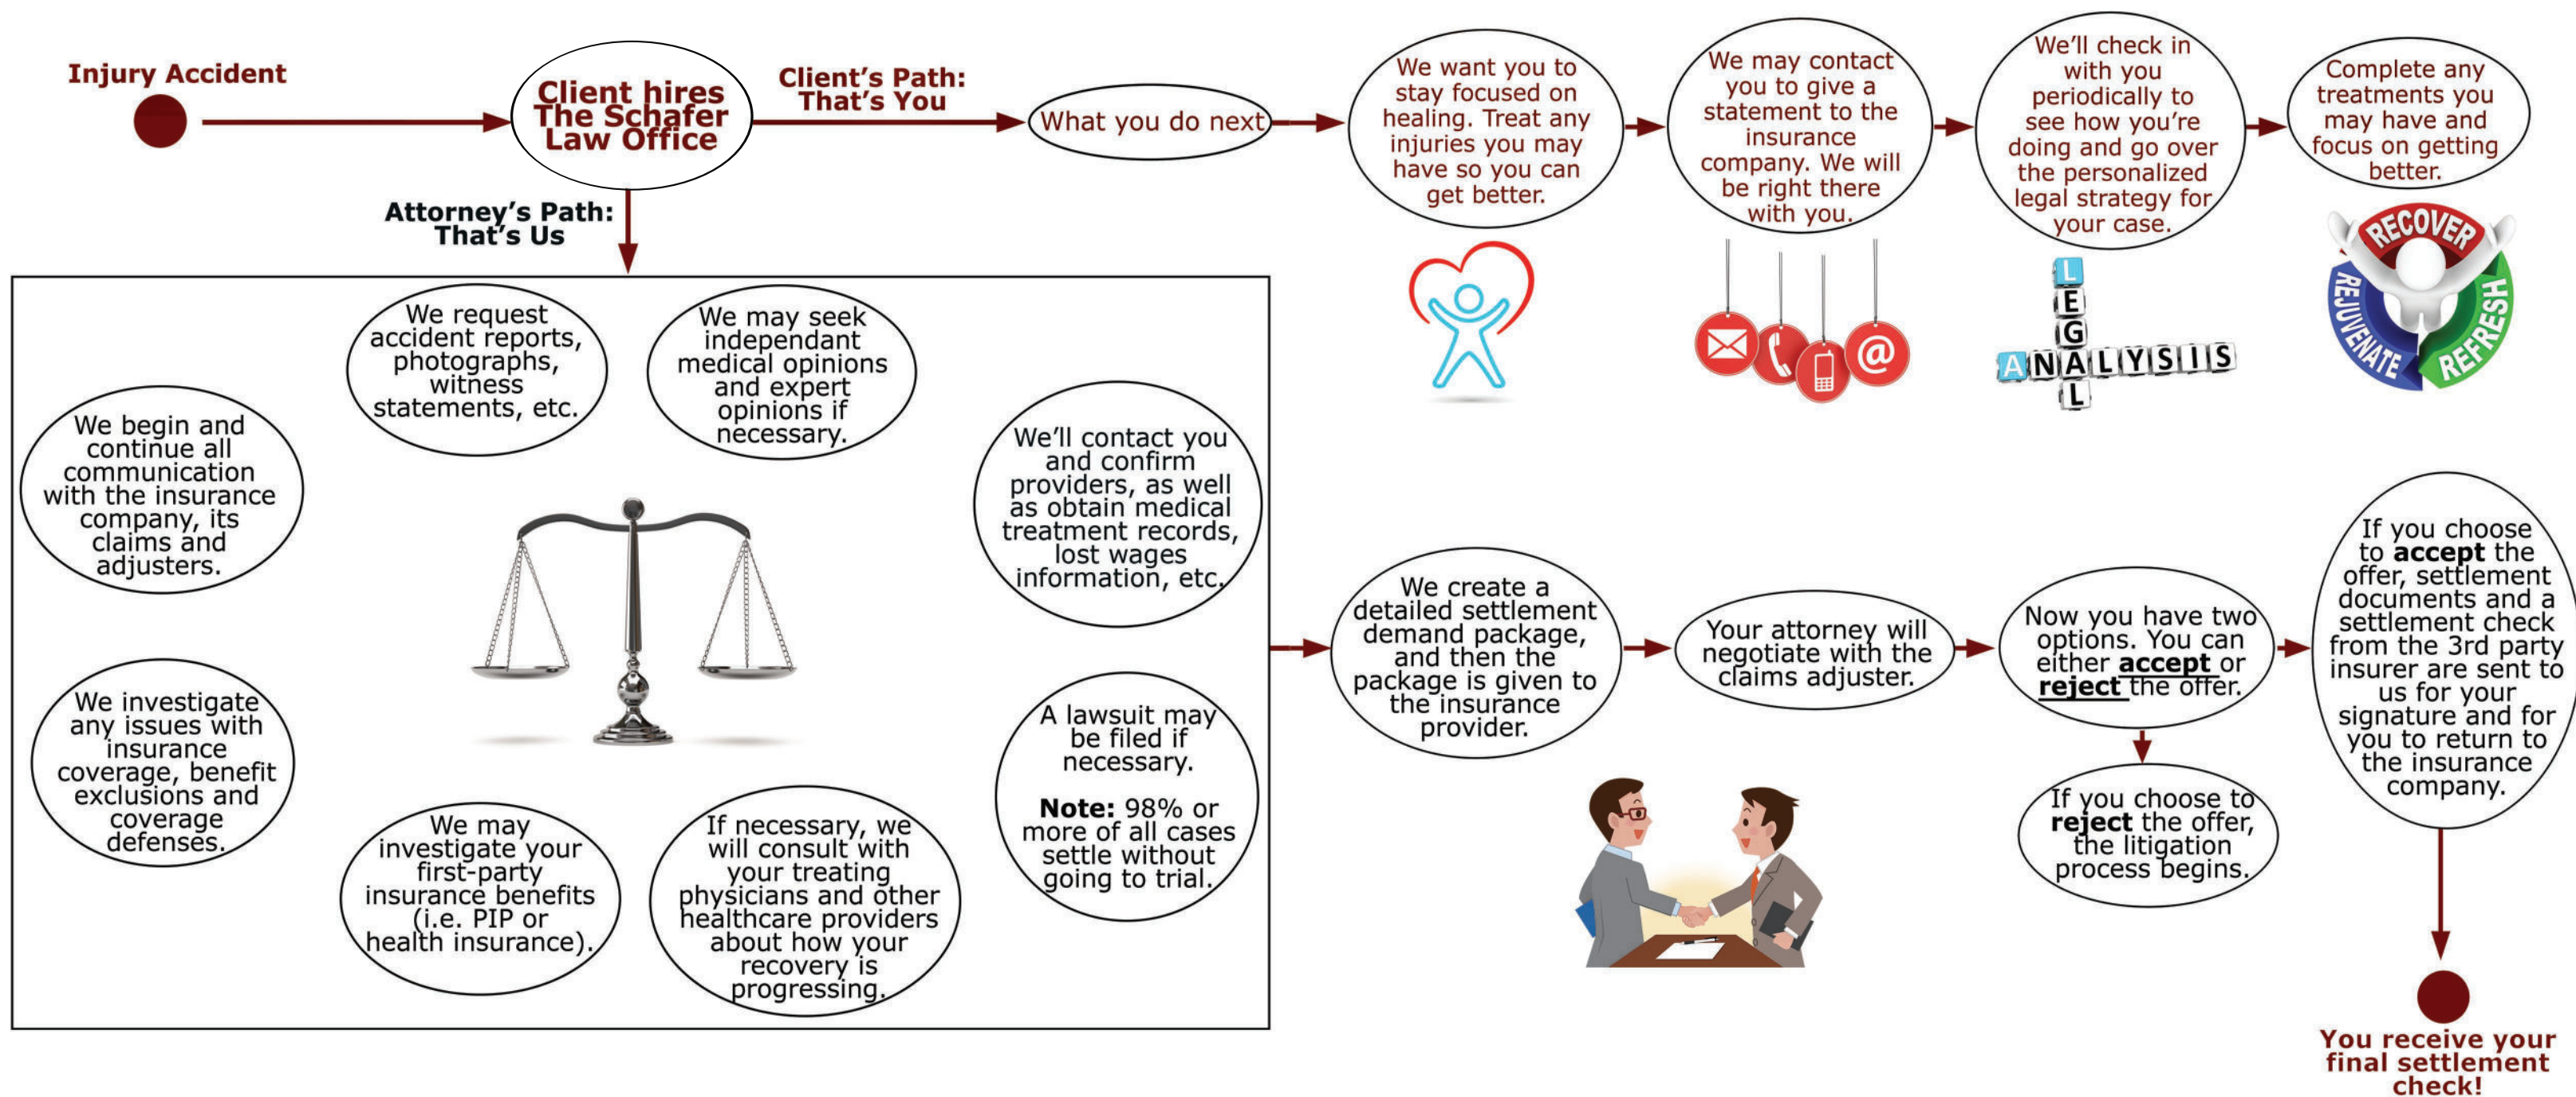 Injury Accident
Client hires
The Schafer
Law Office
Client's Path:
That's You
What you do next
We want you to
stay focused on
healing. Treat any
injuries you may
have so you can
get better.
We may contact
you to give a
statement to the
insurance
company. We will
be right there
with you.
We'll check in
with you
periodically to
see how you're
doing and go over
the personalized
legal strategy for
your case.
Complete any
treatments you
may have and
focus on getting
better.
@
LEGAL
ANALYSIS
RECOVER
REFRESH
REJUVENATE
Attorney's Path:
That's Us
We request
accident reports,
photographs,
witness
statements, etc.
We may seek
independant
medical opinions
and expert
opinions if
necessary.
We begin and
continue all
communication
with the insurance
company, its
claims and
adjusters.
We'll contact you
and confirm
providers, as well
as obtain medical
treatment records,
lost wages
information, etc.
We investigate
any issues with
insurance
coverage, benefit
exclusions and
coverage
defenses.
A lawsuit may
be filed if
necessary.
Note: 98% or
more of all cases
settle without
going to trial.
We may
investigate your
first-party
insurance benefits
(i.e. PIP or
health insurance).
If necessary, we
will consult with
your treating
physicians and other
healthcare providers
about how your
recovery is
progressing.
We create a
detailed settlement
demand package,
and then the
package is given to
the insurance
provider.
Your attorney will
negotiate with the
claims adjuster.
Now you have two
options. You can
either accept or
reject the offer.
If you choose to
reject the offer,
the litigation
process begins.
If you choose
to accept the
offer, settlement
documents and a
settlement check
from the 3rd party
insurer are sent to
us for your
signature and for
you to return to
the insurance
company.
You receive your
final settlement
check!